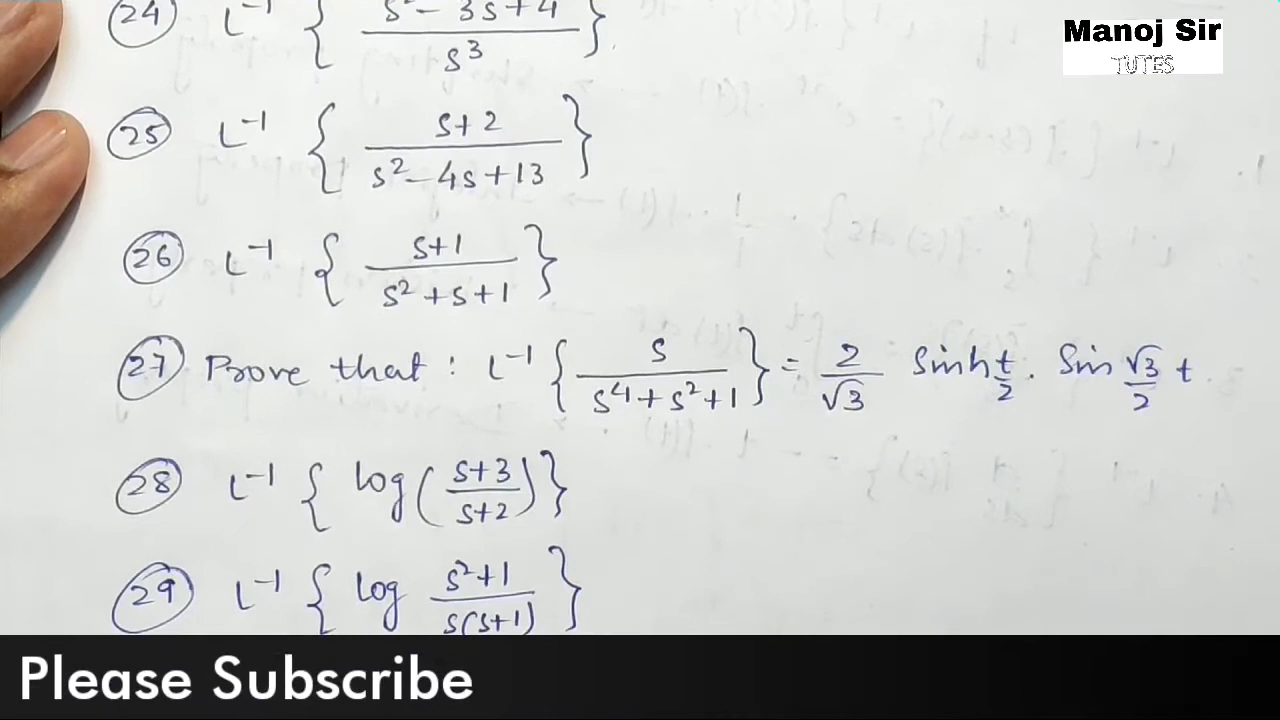 24) L⁻¹ { s² - 3s + 4 / s³ }
Manoj Sir
TUTES
25) L⁻¹ { s+2 / s² - 4s + 13 }
26) L⁻¹ { s+1 / s² + s + 1 }
27) Prove that : L⁻¹ { s / s⁴ + s² + 1 } = 2/√3 Sinh t/2 . Sin √3/2 t
28) L⁻¹ { log ( s+3 / s+2 ) }
29) L⁻¹ { log s²+1 / s(s+1) }
Please Subscribe